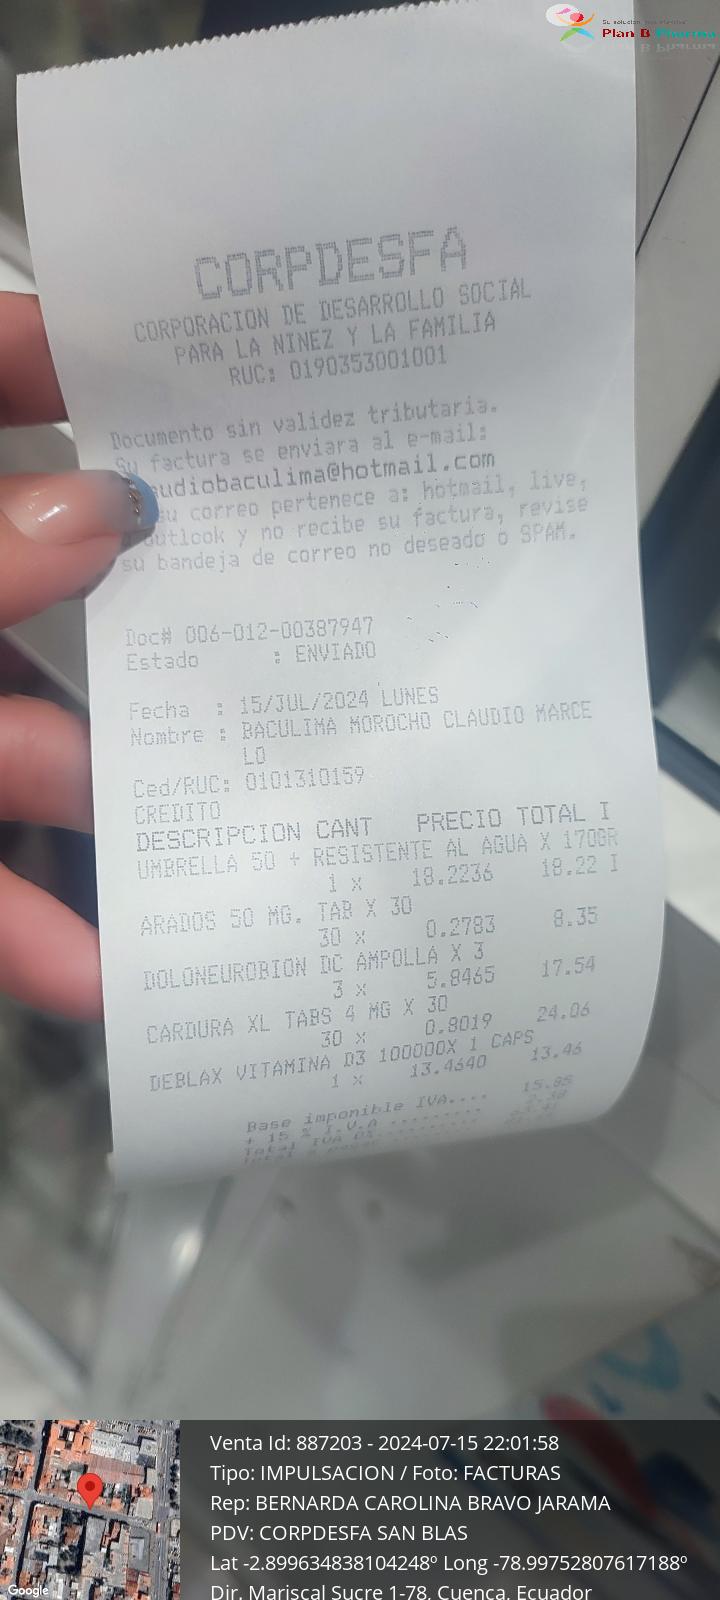 Plan B Pharma
CORPDESFA
CORPORACION DE DESARROLLO SOCIAL
PARA LA NINEZ Y LA FAMILIA
RUC: 0190353001001
Documento sin validez tributaria.
Su factura se enviara al e-mail:
audiobaculima@hotmail.com
su correo pertenece a: hotmail, live,
outlook y no recibe su factura, revise
su bandeja de correo no deseado o SPAM.
Doc# 006-012-00387947
Estado : ENVIADO
Fecha : 15/JUL/2024 LUNES
Nombre : BACULIMA MOROCHO CLAUDIO MARCE
LO
Ced/RUC: 0101310159
CREDITO
DESCRIPCION CANT PRECIO TOTAL I
UMBRELLA 50 + RESISTENTE AL AGUA X 170GR
1 x 18.2236 18.22 I
ARADOS 50 MG. TAB X 30
30 x 0.2783 8.35
DOLONEUROBION DC AMPOLLA X 3
3 x 5.8465 17.54
CARDURA XL TABS 4 MG X 30
30 x 0.8019 24.06
DEBLAX VITAMINA D3 100000X 1 CAPS
1 x 13.4640 13.46
Base imponible IVA.... 15.85
+ 15 % I.V.A ......... 2.38
Total IVA 0%..........
Venta Id: 887203 - 2024-07-15 22:01:58
Tipo: IMPULSACION / Foto: FACTURAS
Rep: BERNARDA CAROLINA BRAVO JARAMA
PDV: CORPDESFA SAN BLAS
Lat -2.899634838104248º Long -78.99752807617188º
Dir. Mariscal Sucre 1-78, Cuenca, Ecuador
Google